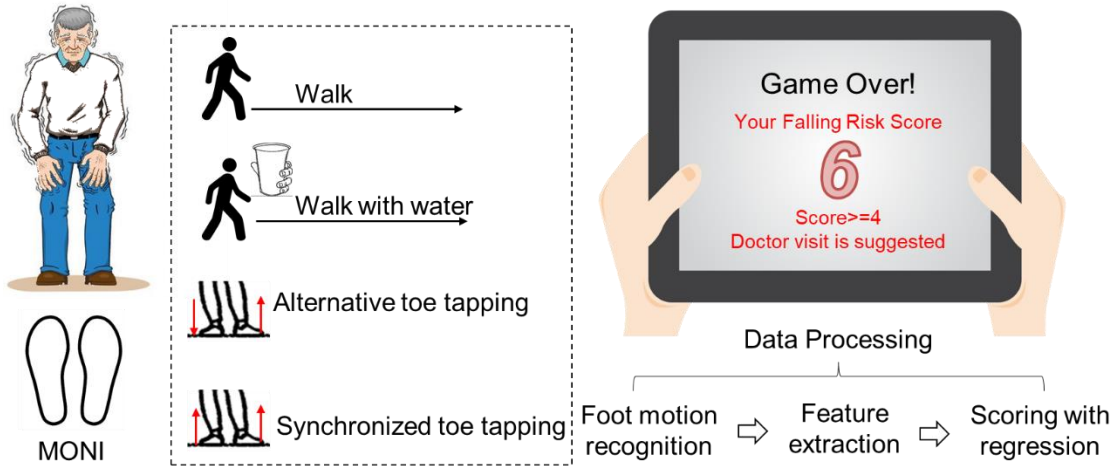 MONI
Walk
Walk with water
Alternative toe tapping
Synchronized toe tapping
Game Over!
Your Falling Risk Score
6
Score>=4
Doctor visit is suggested
Data Processing
Foot motion
recognition
Feature
extraction
Scoring with
regression